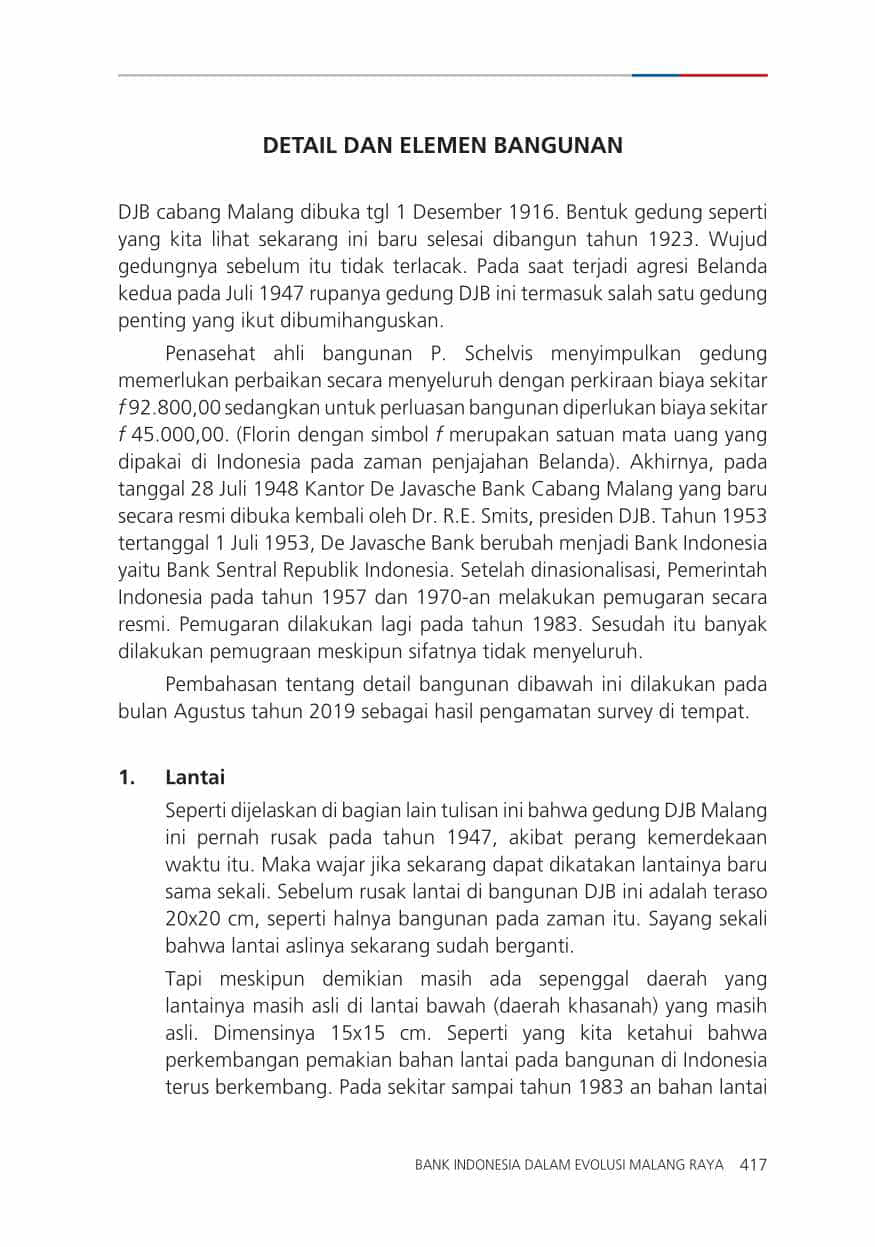 DETAIL DAN ELEMEN BANGUNAN
DJB cabang Malang dibuka tgl 1 Desember 1916. Bentuk gedung seperti
yang kita lihat sekarang ini baru selesai dibangun tahun 1923. Wujud
gedungnya sebelum itu tidak terlacak. Pada saat terjadi agresi Belanda
kedua pada Juli 1947 rupanya gedung DJB ini termasuk salah satu gedung
penting yang ikut dibumihanguskan.
Penasehat ahli bangunan P. Schelvis menyimpulkan gedung
memerlukan perbaikan secara menyeluruh dengan perkiraan biaya sekitar
f 92.800,00 sedangkan untuk perluasan bangunan diperlukan biaya sekitar
f 45.000,00. (Florin dengan simbol f merupakan satuan mata uang yang
dipakai di Indonesia pada zaman penjajahan Belanda). Akhirnya, pada
tanggal 28 Juli 1948 Kantor De Javasche Bank Cabang Malang yang baru
secara resmi dibuka kembali oleh Dr. R.E. Smits, presiden DJB. Tahun 1953
tertanggal 1 Juli 1953, De Javasche Bank berubah menjadi Bank Indonesia
yaitu Bank Sentral Republik Indonesia. Setelah dinasionalisasi, Pemerintah
Indonesia pada tahun 1957 dan 1970-an melakukan pemugaran secara
resmi. Pemugaran dilakukan lagi pada tahun 1983. Sesudah itu banyak
dilakukan pemugraan meskipun sifatnya tidak menyeluruh.
Pembahasan tentang detail bangunan dibawah ini dilakukan pada
bulan Agustus tahun 2019 sebagai hasil pengamatan survey di tempat.
1. Lantai
Seperti dijelaskan di bagian lain tulisan ini bahwa gedung DJB Malang
ini pernah rusak pada tahun 1947, akibat perang kemerdekaan
waktu itu. Maka wajar jika sekarang dapat dikatakan lantainya baru
sama sekali. Sebelum rusak lantai di bangunan DJB ini adalah teraso
20x20 cm, seperti halnya bangunan pada zaman itu. Sayang sekali
bahwa lantai aslinya sekarang sudah berganti.
Tapi meskipun demikian masih ada sepenggal daerah yang
lantainya masih asli di lantai bawah (daerah khasanah) yang masih
asli. Dimensinya 15x15 cm. Seperti yang kita ketahui bahwa
perkembangan pemakian bahan lantai pada bangunan di Indonesia
terus berkembang. Pada sekitar sampai tahun 1983 an bahan lantai
BANK INDONESIA DALAM EVOLUSI MALANG RAYA 417